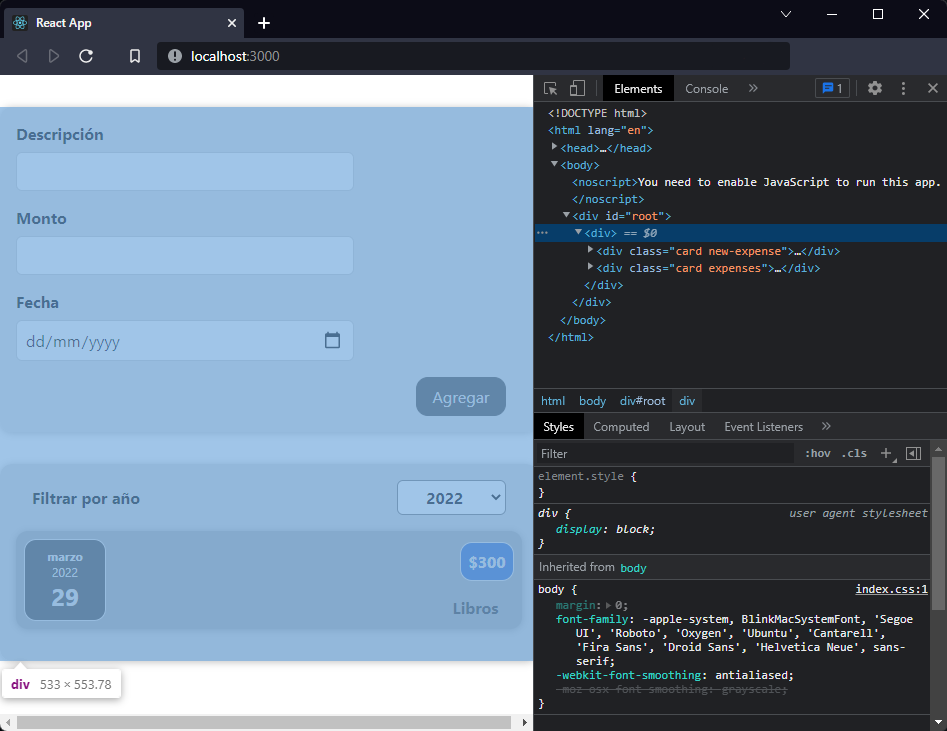 React App
localhost:3000
Descripción
Monto
Fecha
dd/mm/yyyy
Agregar
Filtrar por año
2022
marzo
2022
29
$300
Libros
div 533 × 553.78
Elements
Console
1
<!DOCTYPE html>
<html lang="en">
<head>…</head>
<body>
<noscript>You need to enable JavaScript to run this app.
</noscript>
<div id="root">
<div> == $0
<div class="card new-expense">…</div>
<div class="card expenses">…</div>
</div>
</div>
</body>
</html>
html body div#root div
Styles Computed Layout Event Listeners
Filter :hov .cls
element.style {
}
div { user agent stylesheet
display: block;
}
Inherited from body
body { index.css:1
margin: 0;
font-family: -apple-system, BlinkMacSystemFont, 'Segoe
UI', 'Roboto', 'Oxygen', 'Ubuntu', 'Cantarell',
'Fira Sans', 'Droid Sans', 'Helvetica Neue', sans-
serif;
-webkit-font-smoothing: antialiased;
-moz-osx-font-smoothing: grayscale;
}